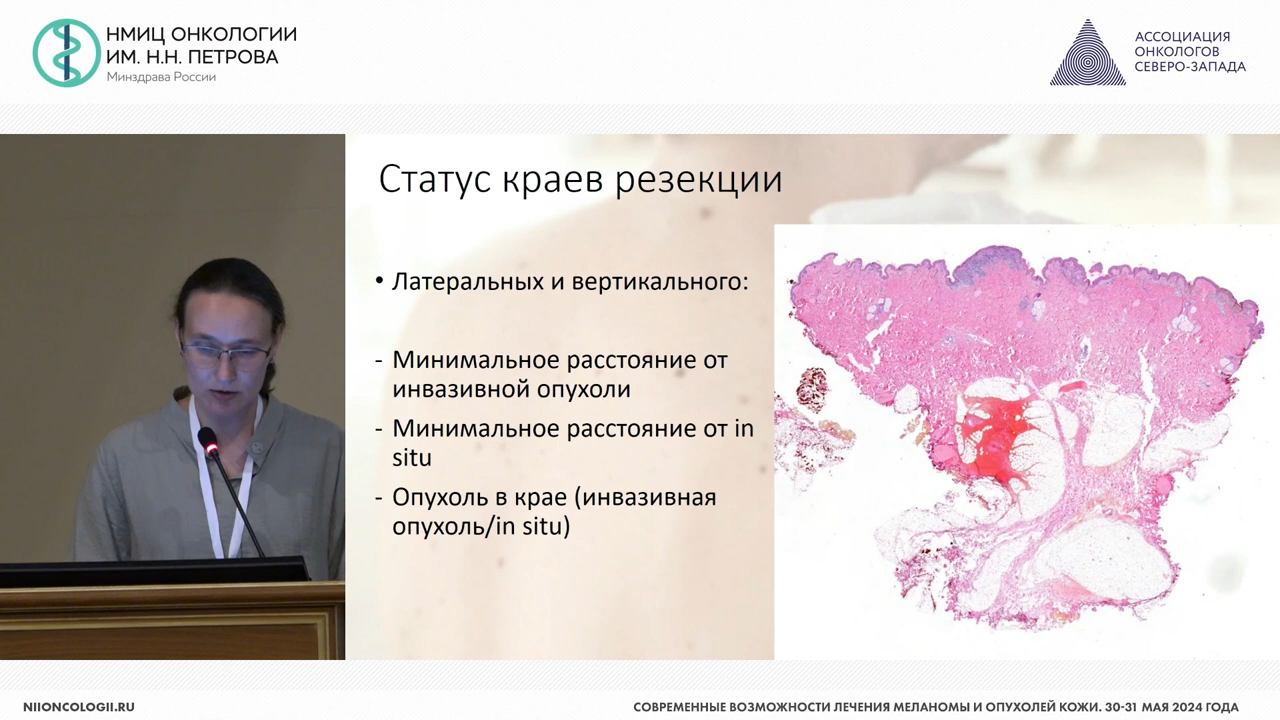 НМИЦ ОНКОЛОГИИ
ИМ. Н.Н. ПЕТРОВА
Минздрава России
АССОЦИАЦИЯ
ОНКОЛОГОВ
СЕВЕРО-ЗАПАДА
Статус краев резекции
• Латеральных и вертикального:
- Минимальное расстояние от
инвазивной опухоли
- Минимальное расстояние от in
situ
- Опухоль в крае (инвазивная
опухоль/in situ)
NIIONCOLOGII.RU
СОВРЕМЕННЫЕ ВОЗМОЖНОСТИ ЛЕЧЕНИЯ МЕЛАНОМЫ И ОПУХОЛЕЙ КОЖИ. 30-31 МАЯ 2024 ГОДА